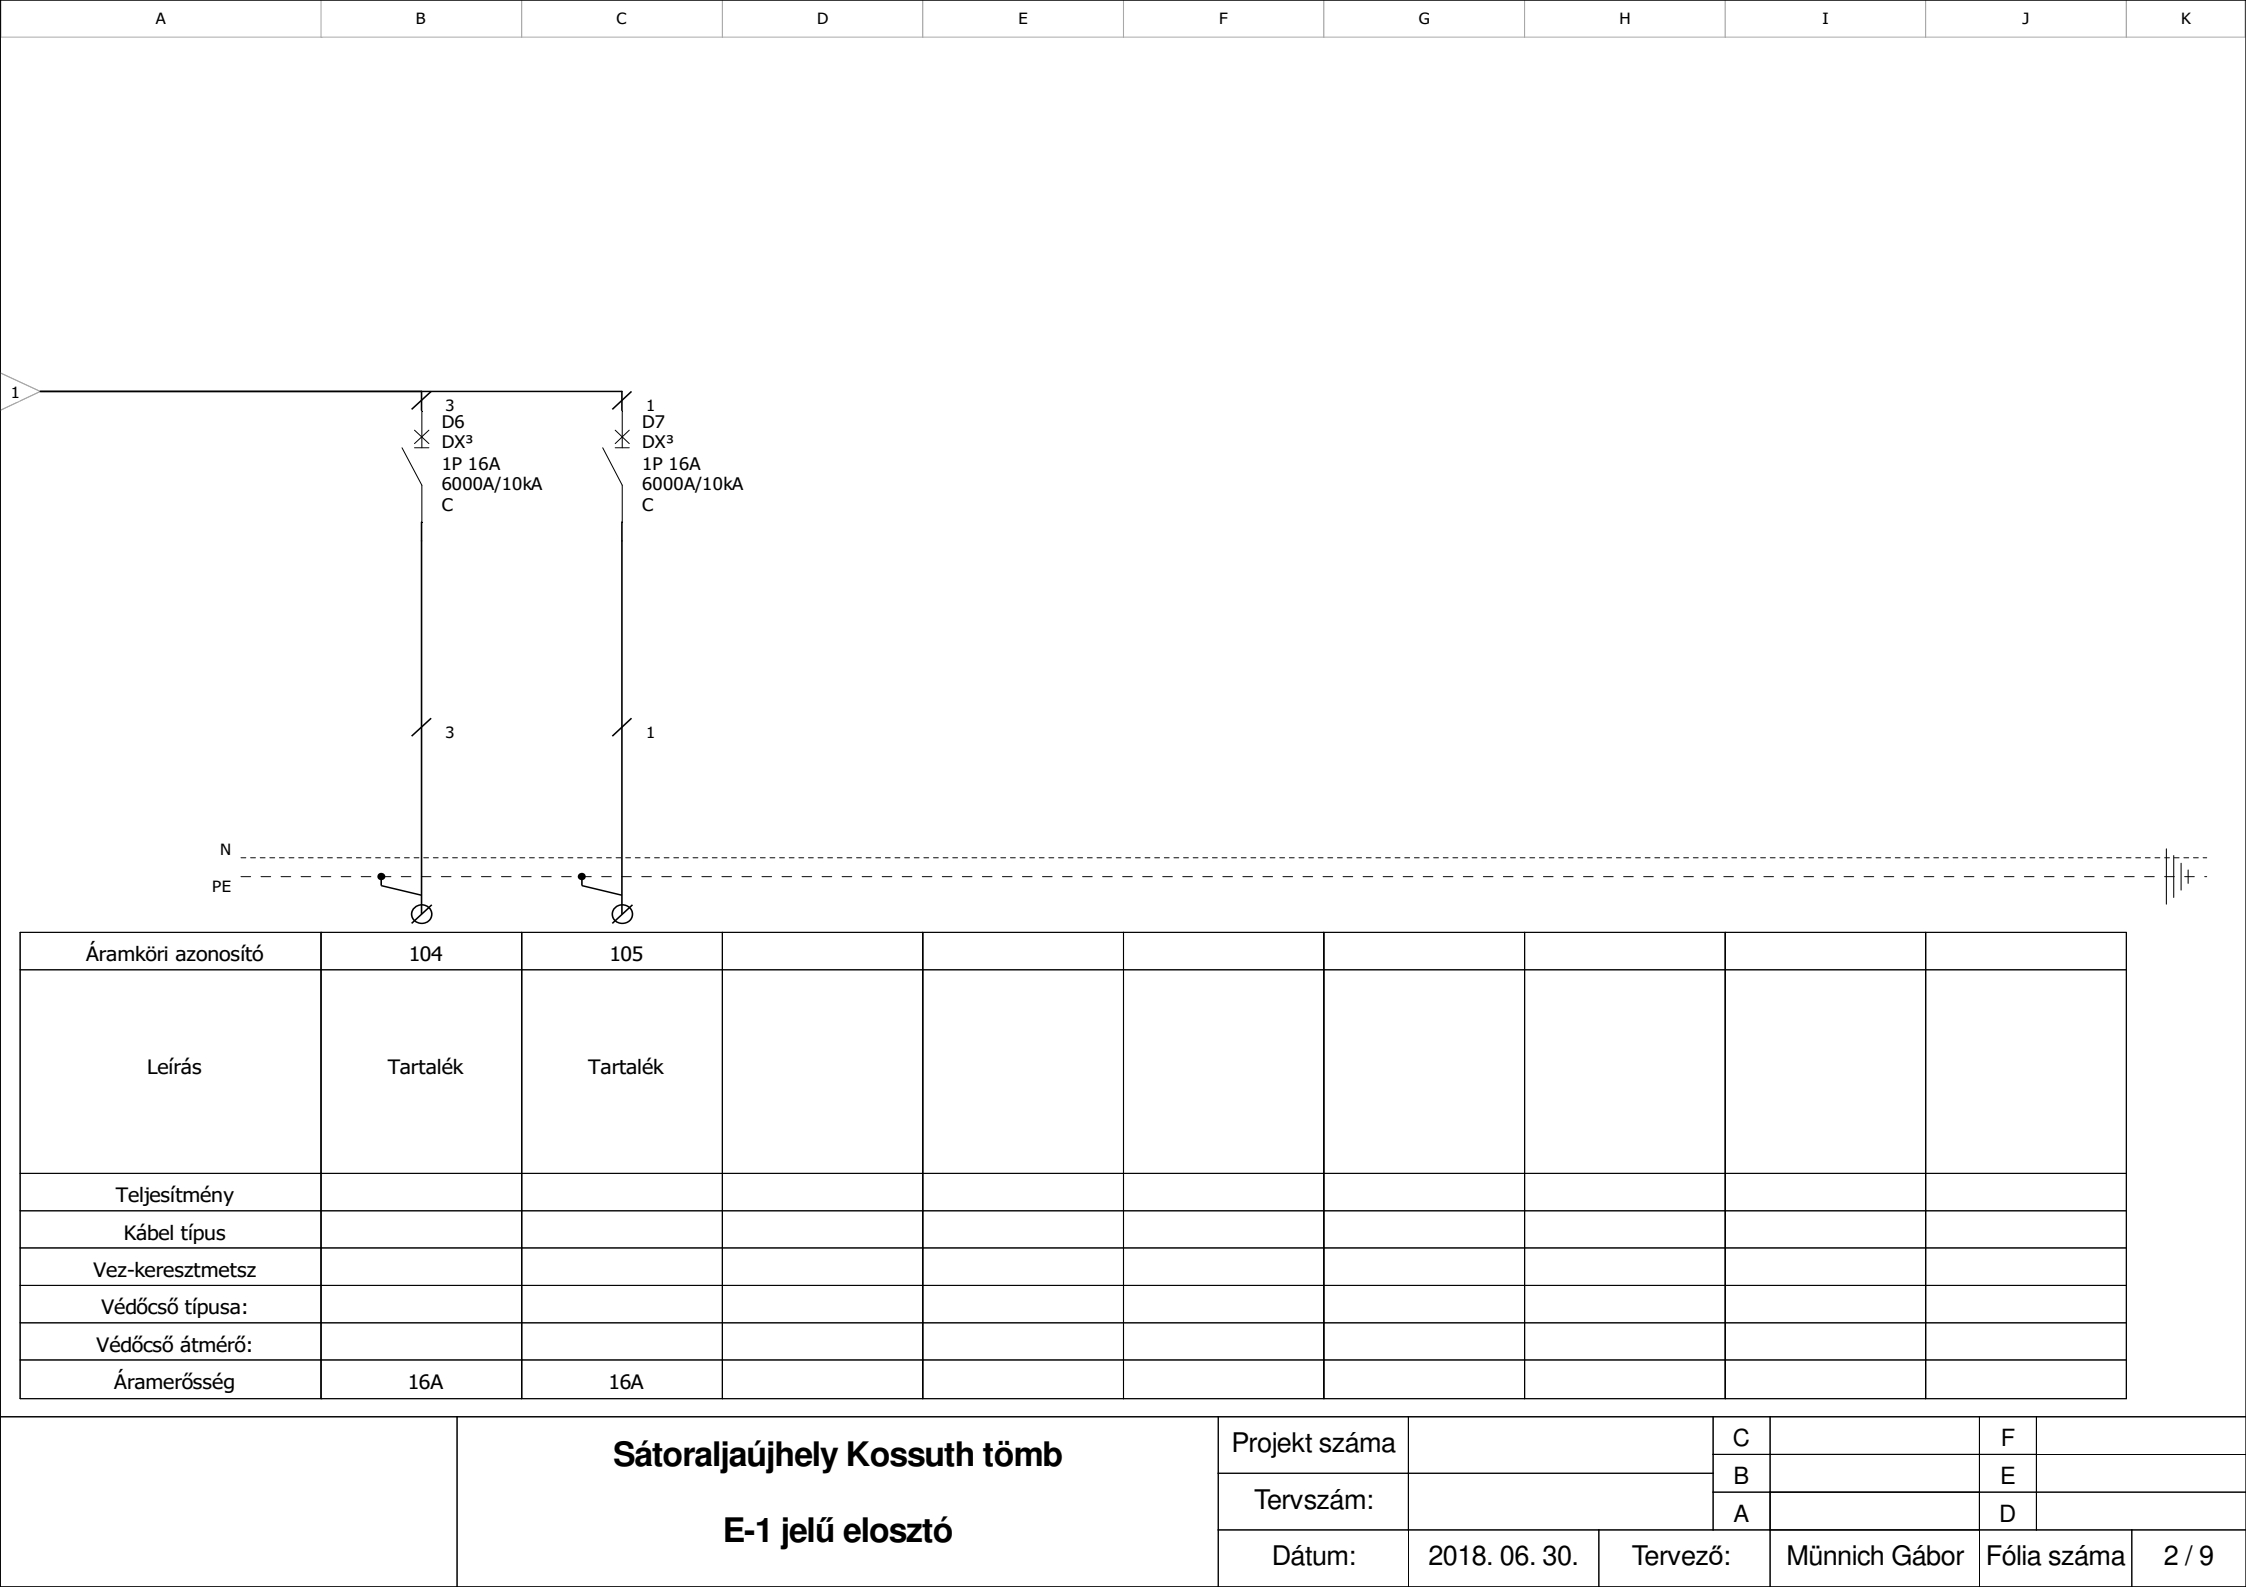 A B C D E F G H I J K
1
3 1
D6 D7
DX³ DX³
1P 16A 1P 16A
6000A/10kA 6000A/10kA
C C
3 1
N
PE
Áramköri azonosító 104 105
Leírás Tartalék Tartalék
Teljesítmény
Kábel típus
Vez-keresztmetsz
Védőcső típusa:
Védőcső átmérő:
Áramerősség 16A 16A
Sátoraljaújhely Kossuth tömb
E-1 jelű elosztó
Projekt száma C F
B E
Tervszám:
A D
Dátum: 2018. 06. 30. Tervező: Münnich Gábor Fólia száma 2 / 9